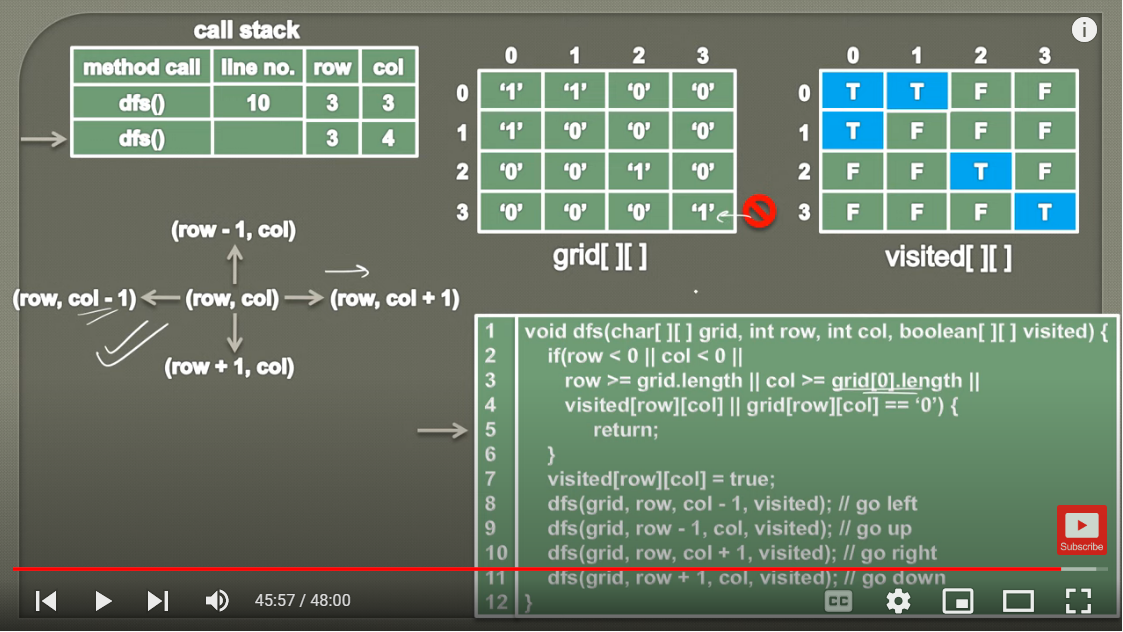 call stack
method call line no. row col
dfs() 10 3 3
dfs() 3 4
0 1 2 3
0 ‘1’ ‘1’ ‘0’ ‘0’
1 ‘1’ ‘0’ ‘0’ ‘0’
2 ‘0’ ‘0’ ‘1’ ‘0’
3 ‘0’ ‘0’ ‘0’ ‘1’
grid[ ][ ]
0 1 2 3
0 T T F F
1 T F F F
2 F F T F
3 F F F T
visited[ ][ ]
i
(row - 1, col)
(row, col - 1) (row, col) (row, col + 1)
(row + 1, col)
1 void dfs(char[ ][ ] grid, int row, int col, boolean[ ][ ] visited) {
2 if(row < 0 || col < 0 ||
3 row >= grid.length || col >= grid[0].length ||
4 visited[row][col] || grid[row][col] == ‘0’) {
5 return;
6 }
7 visited[row][col] = true;
8 dfs(grid, row, col - 1, visited); // go left
9 dfs(grid, row - 1, col, visited); // go up
10 dfs(grid, row, col + 1, visited); // go right
11 dfs(grid, row + 1, col, visited); // go down
12 }
Subscribe
45:57 / 48:00
CC